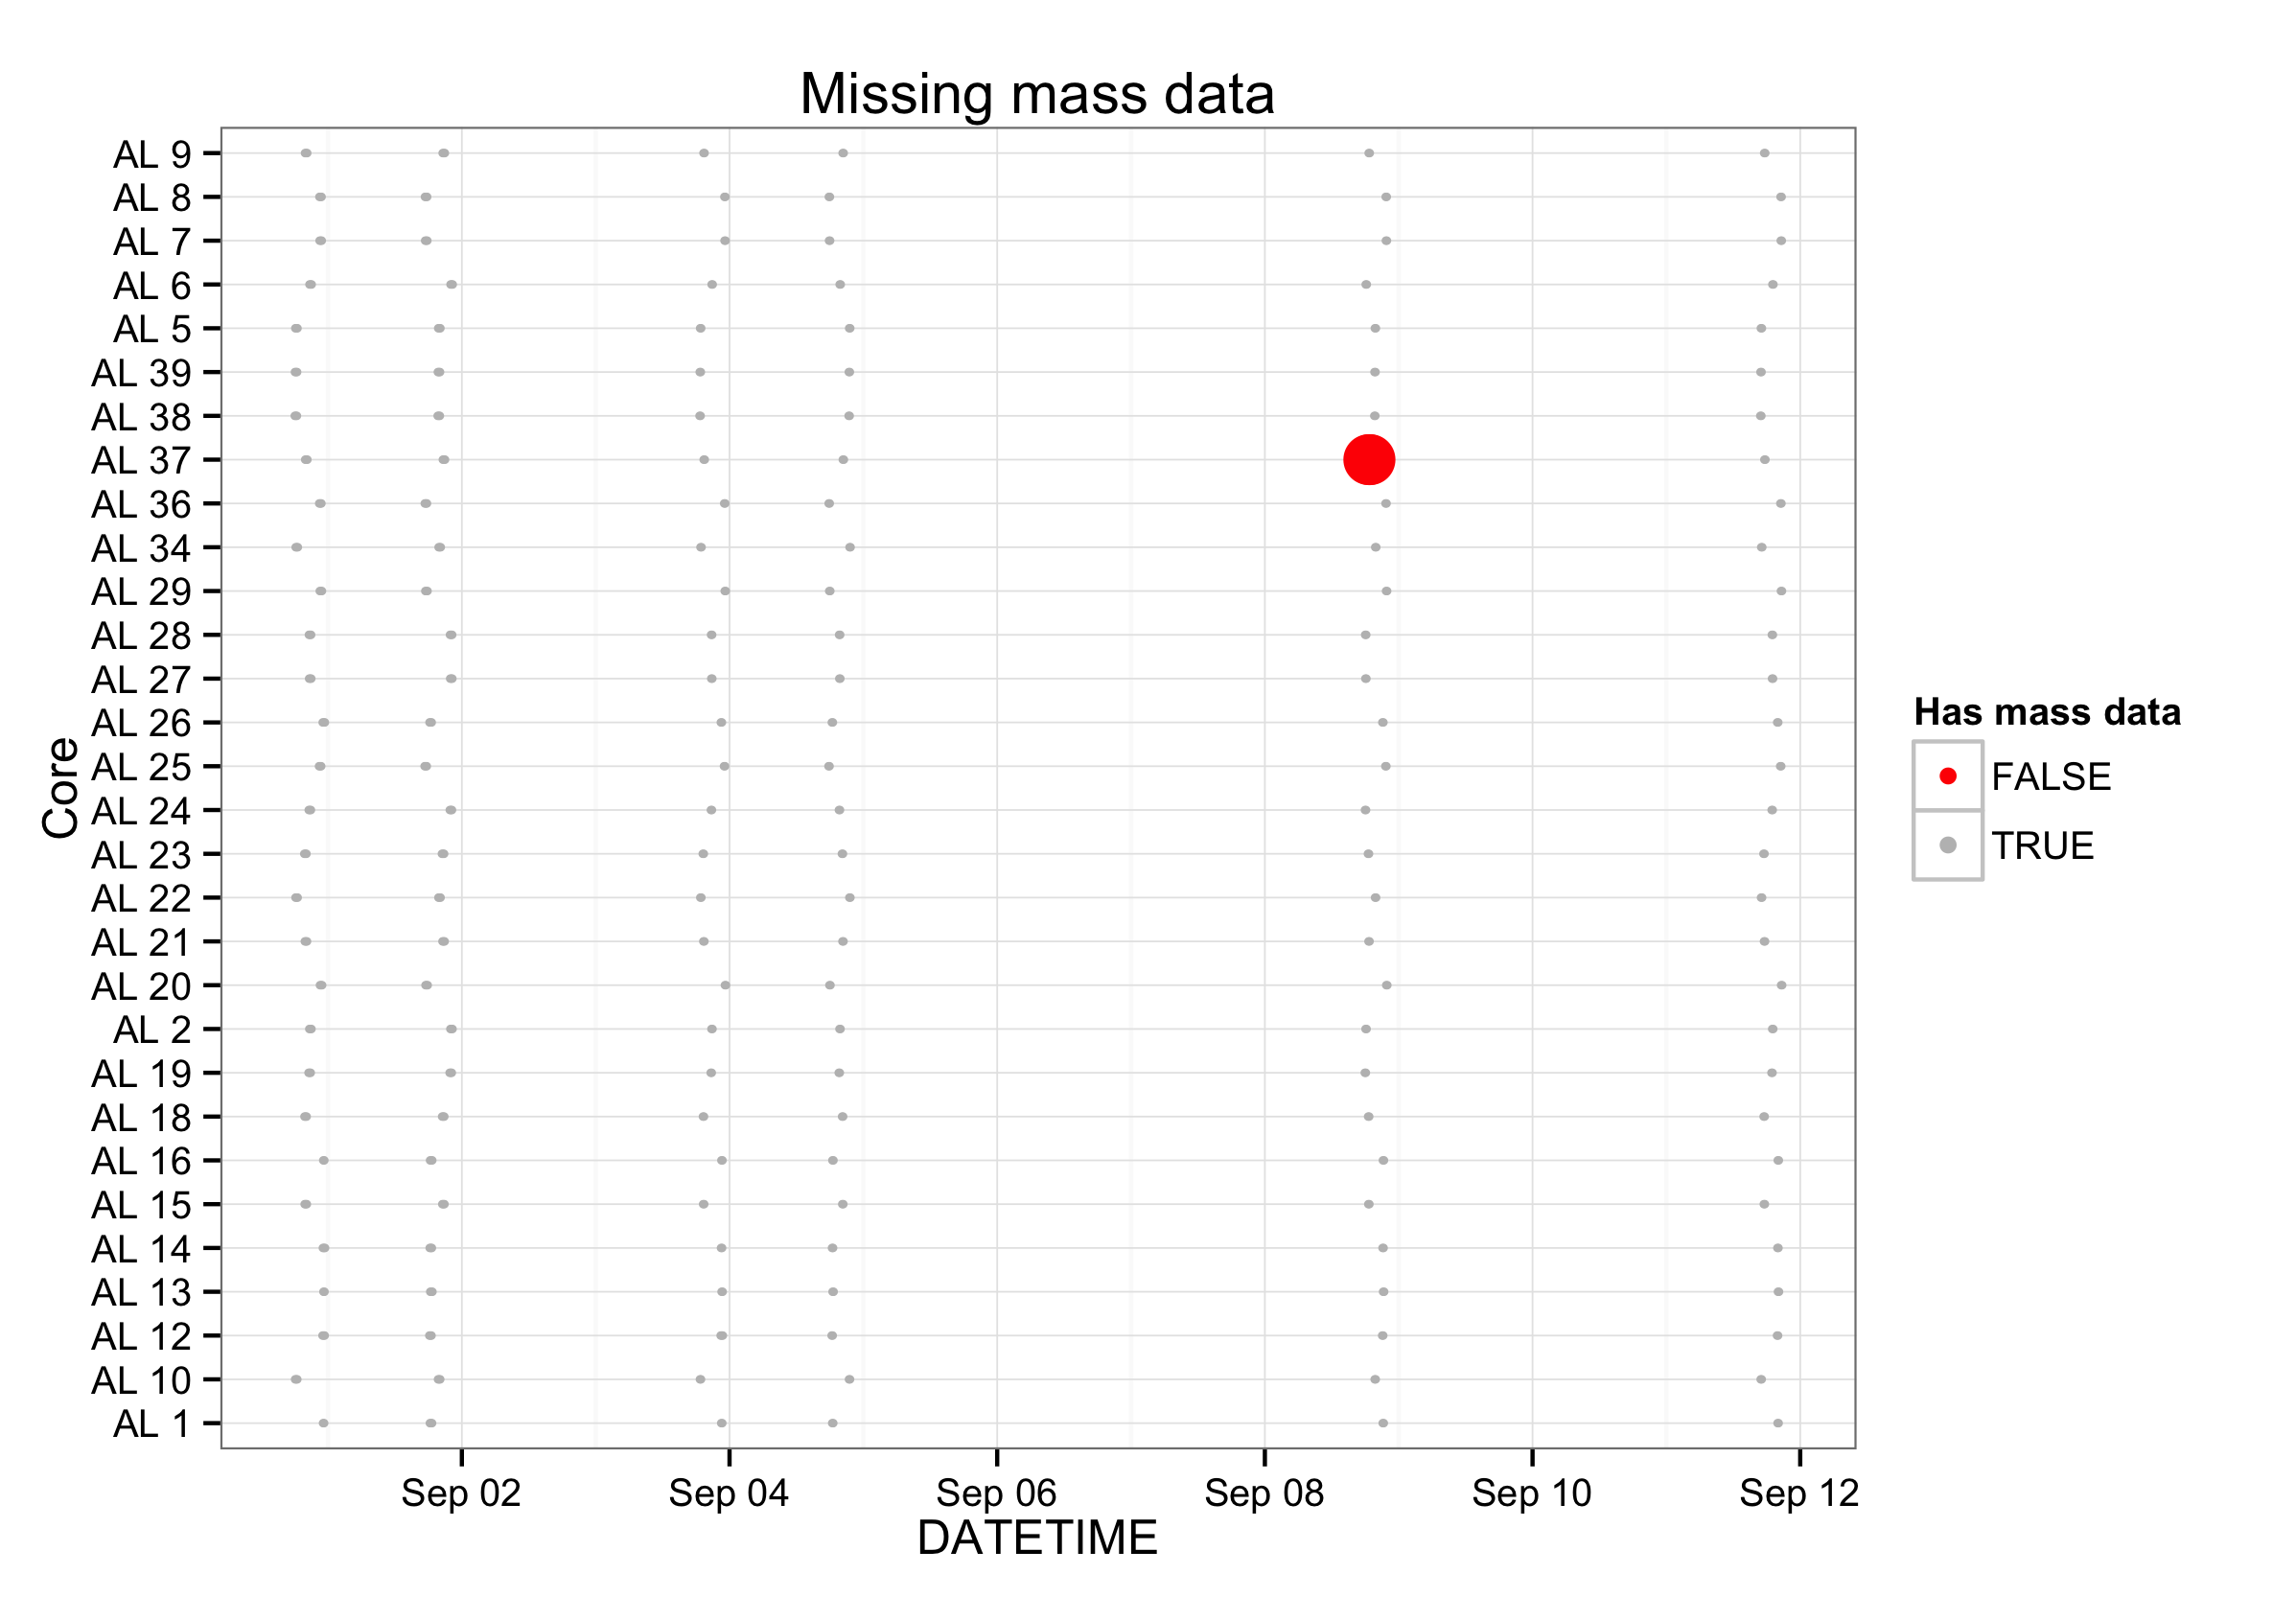 Missing mass data
AL 9
AL 8
AL 7
AL 6
AL 5
AL 39
AL 38
AL 37
AL 36
AL 34
AL 29
AL 28
AL 27
AL 26
AL 25
AL 24
AL 23
AL 22
AL 21
AL 20
AL 2
AL 19
AL 18
AL 16
AL 15
AL 14
AL 13
AL 12
AL 10
AL 1
Core
Sep 02
Sep 04
Sep 06
Sep 08
Sep 10
Sep 12
DATETIME
Has mass data
FALSE
TRUE